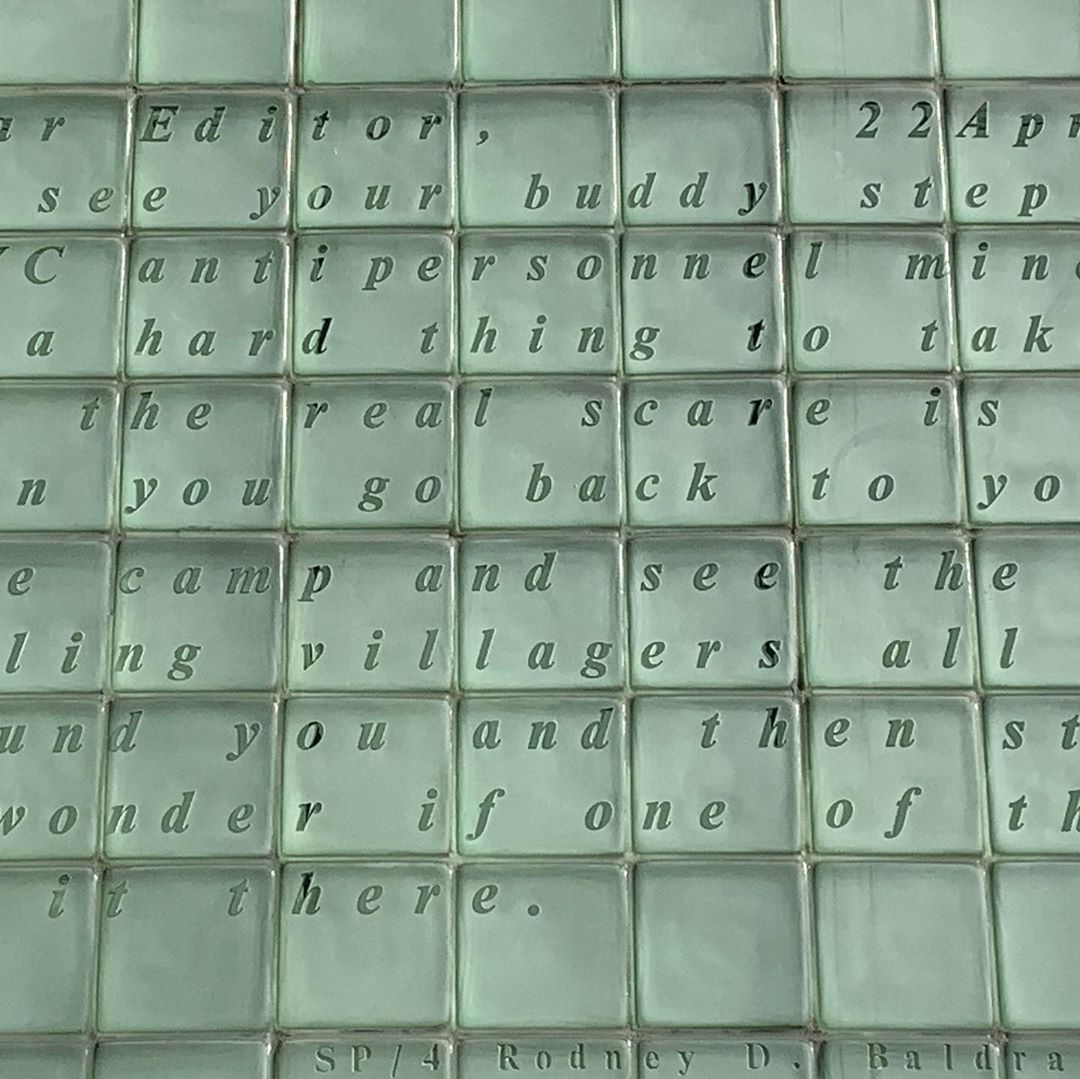 ar Editor, 22 Apr
see your buddy step
C antipersonnel min
a hard thing to tak
the real scare is
n you go back to yo
e camp and see the
ling villagers all
und you and then st
wonder if one of th
it there.
SP/4 Rodney D. Baldra